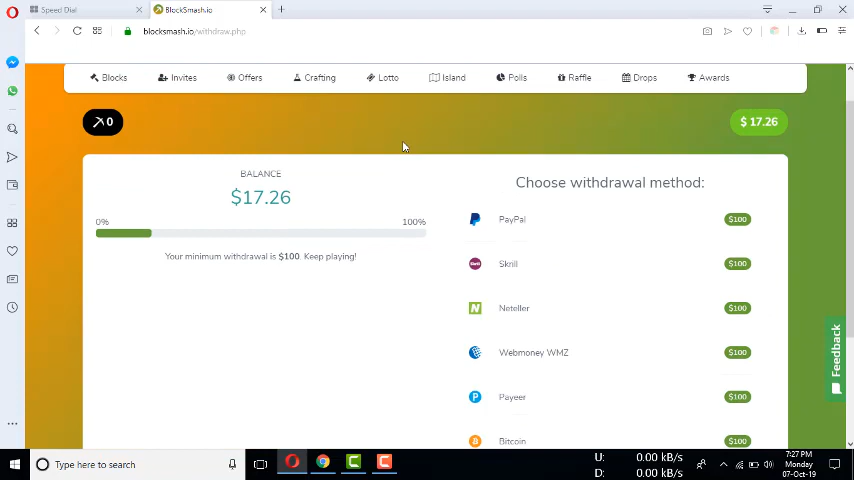 Speed Dial
BlockSmash.io
blocksmash.io/withdraw.php
Blocks Invites Offers Crafting Lotto Island Polls Raffle Drops Awards
0
$ 17.26
BALANCE
$17.26
0% 100%
Your minimum withdrawal is $100. Keep playing!
Choose withdrawal method:
PayPal $100
Skrill $100
Neteller $100
Webmoney WMZ $100
Payeer $100
Bitcoin $100
Feedback
Type here to search
U: 0.00 kB/s
D: 0.00 kB/s
7:27 PM
Monday
07-Oct-19